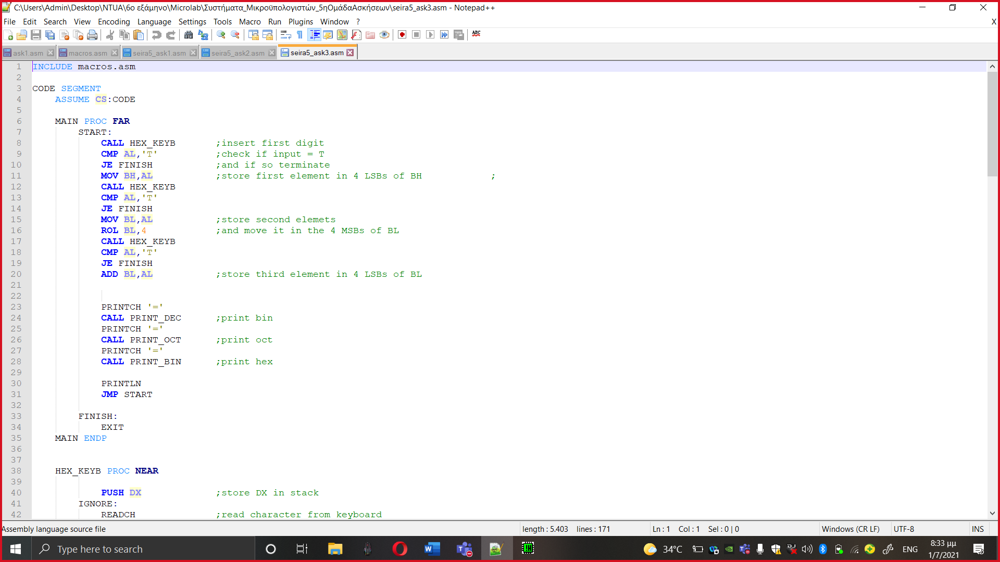 C:\Users\Admin\Desktop\NTUA\6ο εξάμηνο\Microlab\Συστήματα_Μικροϋπολογιστών_5ηΟμάδαΑσκήσεων\seira5_ask3.asm - Notepad++
File Edit Search View Encoding Language Settings Tools Macro Run Plugins Window ? X
ABC
ask1.asm macros.asm seira5_ask1.asm seira5_ask2.asm seira5_ask3.asm
1 INCLUDE macros.asm
2
3 CODE SEGMENT
4 ASSUME CS:CODE
5
6 MAIN PROC FAR
7 START:
8 CALL HEX_KEYB ;insert first digit
9 CMP AL,'T' ;check if input = T
10 JE FINISH ;and if so terminate
11 MOV BH,AL ;store first element in 4 LSBs of BH ;
12 CALL HEX_KEYB
13 CMP AL,'T'
14 JE FINISH
15 MOV BL,AL ;store second elemets
16 ROL BL,4 ;and move it in the 4 MSBs of BL
17 CALL HEX_KEYB
18 CMP AL,'T'
19 JE FINISH
20 ADD BL,AL ;store third element in 4 LSBs of BL
21
22
23 PRINTCH '='
24 CALL PRINT_DEC ;print bin
25 PRINTCH '='
26 CALL PRINT_OCT ;print oct
27 PRINTCH '='
28 CALL PRINT_BIN ;print hex
29
30 PRINTLN
31 JMP START
32
33 FINISH:
34 EXIT
35 MAIN ENDP
36
37
38 HEX_KEYB PROC NEAR
39
40 PUSH DX ;store DX in stack
41 IGNORE:
42 READCH ;read character from keyboard
Assembly language source file length : 5.403 lines : 171 Ln : 1 Col : 1 Sel : 0 | 0 Windows (CR LF) UTF-8 INS
Type here to search 34°C ENG 8:33 μμ
1/7/2021